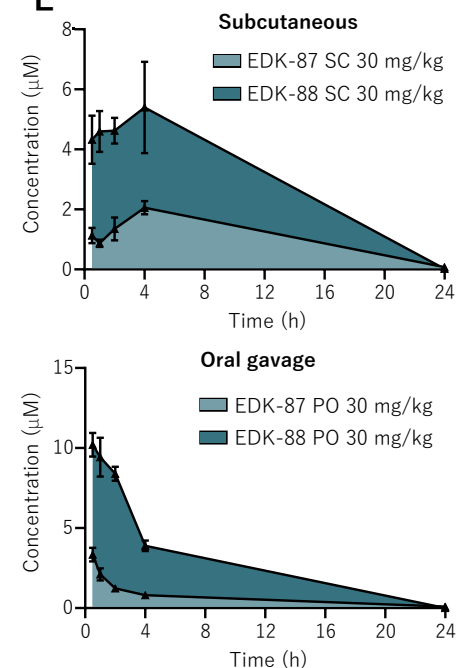 E
Subcutaneous
EDK-87 SC 30 mg/kg
EDK-88 SC 30 mg/kg
Concentration (μM)
8
6
4
2
0
0 4 8 12 16 20 24
Time (h)
Oral gavage
EDK-87 PO 30 mg/kg
EDK-88 PO 30 mg/kg
Concentration (μM)
15
10
5
0
0 4 8 12 16 20 24
Time (h)